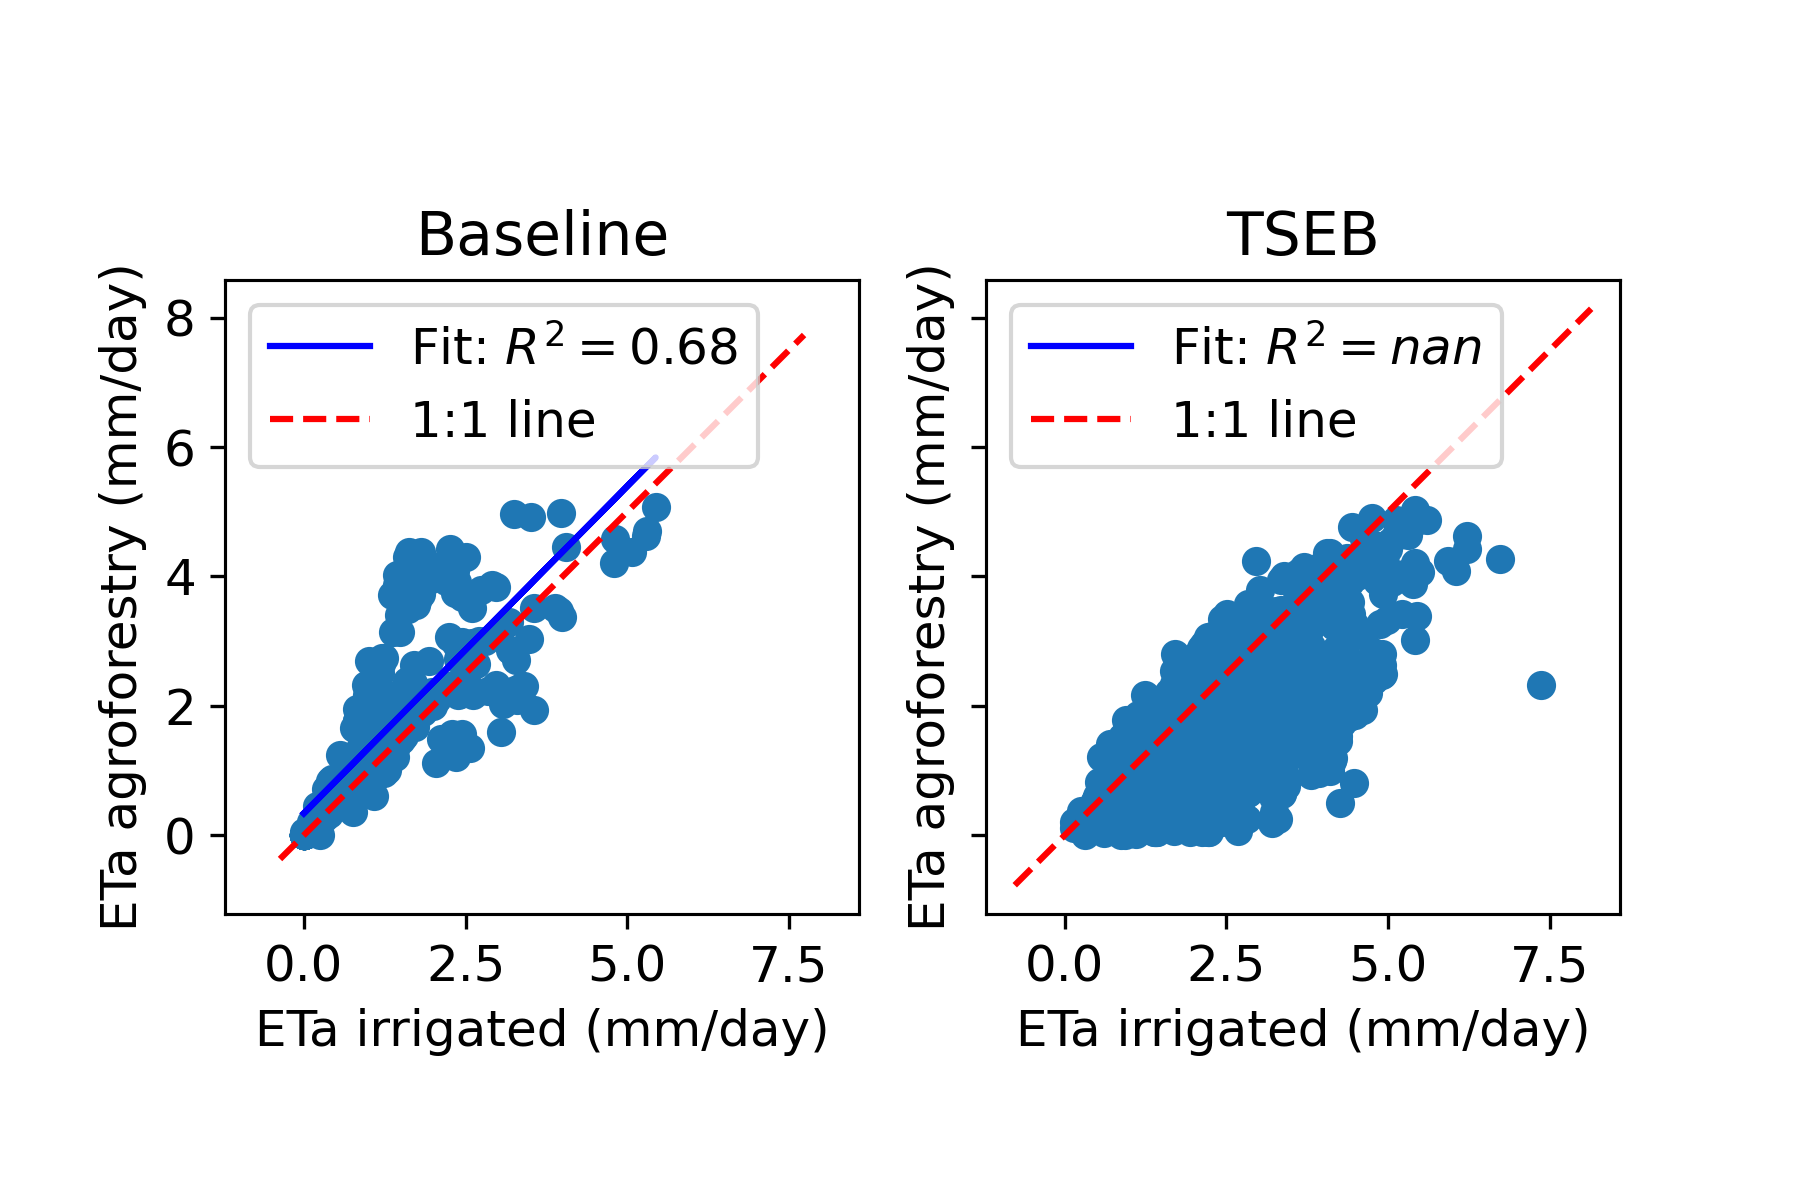 Baseline
ETa agroforestry (mm/day)
8
6
4
2
0
Fit: R² = 0.68
1:1 line
0.0 2.5 5.0 7.5
ETa irrigated (mm/day)
TSEB
ETa agroforestry (mm/day)
Fit: R² = nan
1:1 line
0.0 2.5 5.0 7.5
ETa irrigated (mm/day)